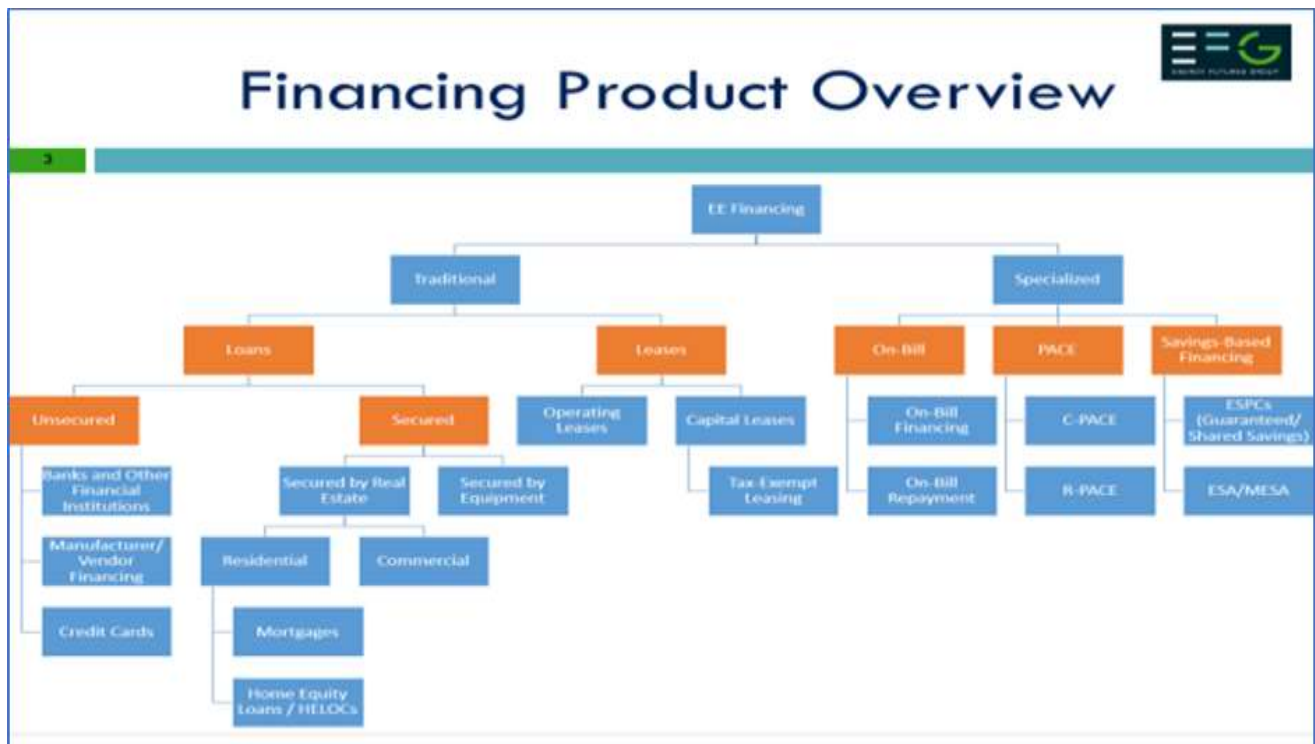 ENERGY FUTURES GROUP
Financing Product Overview
3
EE Financing
Traditional
Specialized
Loans
Leases
On-Bill
PACE
Savings-Based
Financing
Unsecured
Secured
Operating
Leases
Capital Leases
On-Bill
Financing
C-PACE
ESPCs
(Guaranteed/
Shared Savings)
Banks and Other
Financial
Institutions
Secured by Real
Estate
Secured by
Equipment
Tax-Exempt
Leasing
On-Bill
Repayment
R-PACE
ESA/MESA
Manufacturer/
Vendor
Financing
Residential
Commercial
Credit Cards
Mortgages
Home Equity
Loans / HELOCs